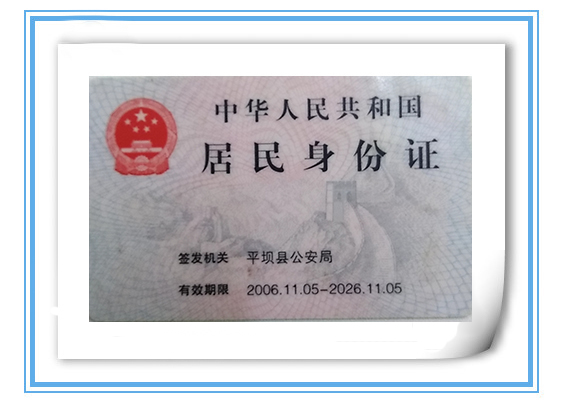 中华人民共和国
居民身份证
签发机关 平坝县公安局
有效期限 2006.11.05-2026.11.05